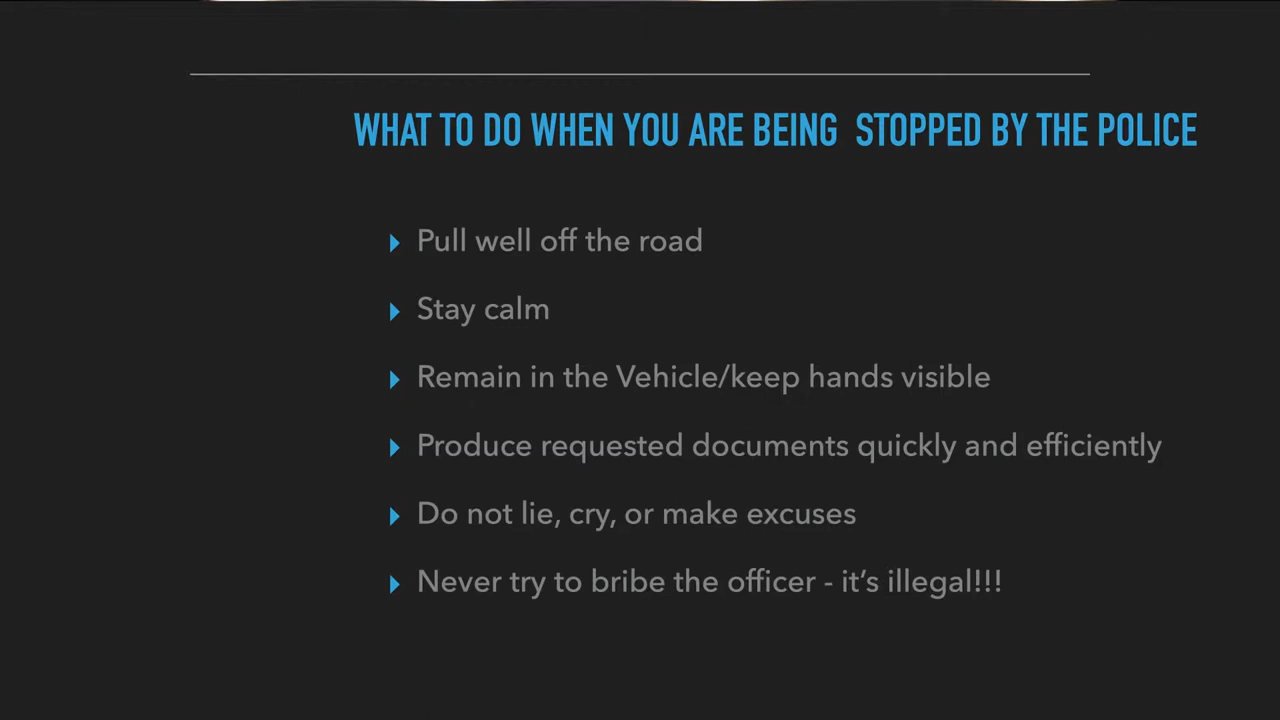 WHAT TO DO WHEN YOU ARE BEING STOPPED BY THE POLICE
Pull well off the road
Stay calm
Remain in the Vehicle/keep hands visible
Produce requested documents quickly and efficiently
Do not lie, cry, or make excuses
Never try to bribe the officer - it’s illegal!!!